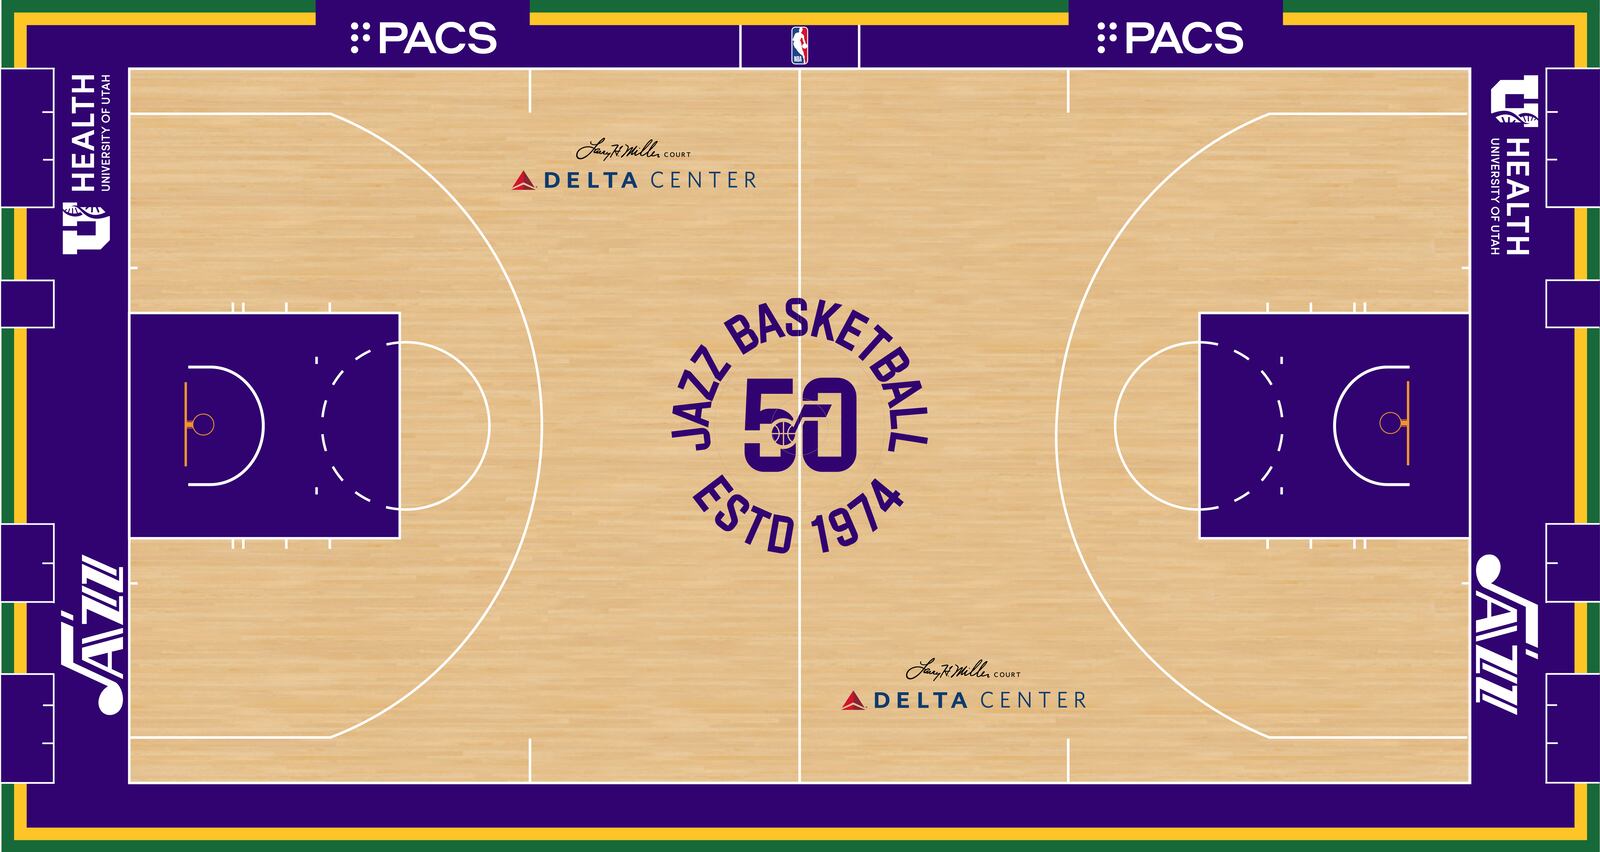 PACS
PACS
NBA
HEALTH
UNIVERSITY OF UTAH
U
U
HEALTH
UNIVERSITY OF UTAH
Larry H. Miller COURT
DELTA CENTER
JAZZ BASKETBALL
50
ESTD 1974
JAZZ
JAZZ
Larry H. Miller COURT
DELTA CENTER